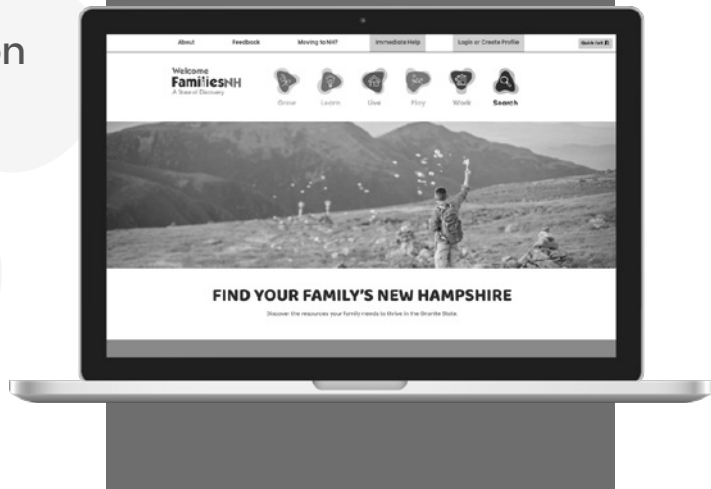 on
About Feedback Moving to NH? Immediate Help Login or Create Profile Quick Exit
Welcome
FamiliesNH
A State of Discovery
Grow Learn Live Play Work Search
FIND YOUR FAMILY'S NEW HAMPSHIRE
Discover the resources your family needs to thrive in the Granite State.